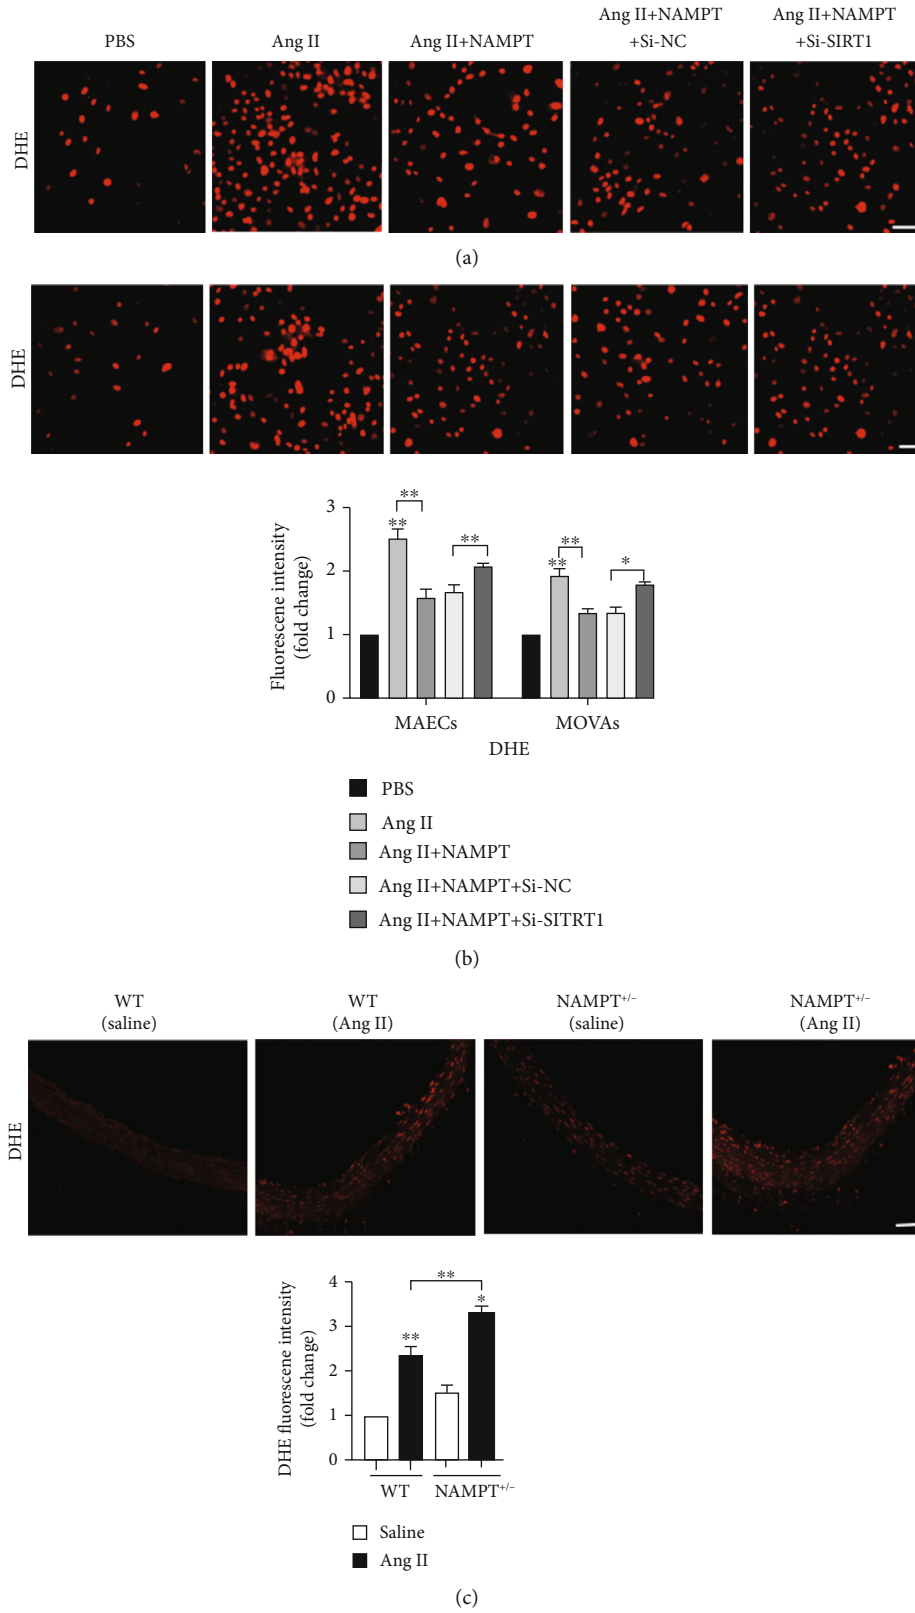 PBS
Ang II
Ang II+NAMPT
Ang II+NAMPT
+Si-NC
Ang II+NAMPT
+Si-SIRT1
DHE
(a)
DHE
Fluorescene intensity
(fold change)
3
2
1
0
**
**
**
**
**
*
MAECs
MOVAs
DHE
PBS
Ang II
Ang II+NAMPT
Ang II+NAMPT+Si-NC
Ang II+NAMPT+Si-SITRT1
(b)
WT
(saline)
WT
(Ang II)
NAMPT+/−
(saline)
NAMPT+/−
(Ang II)
DHE
DHE fluorescene intensity
(fold change)
4
3
2
1
0
**
**
*
WT
NAMPT+/−
Saline
Ang II
(c)